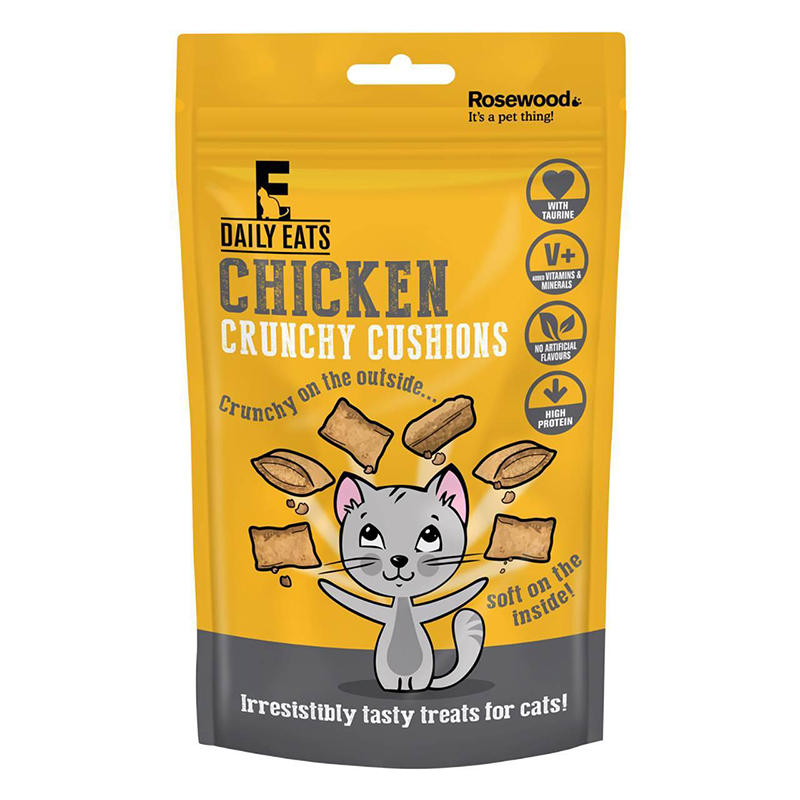 Rosewood
It's a pet thing!
E
DAILY EATS
CHICKEN
CRUNCHY CUSHIONS
Crunchy on the outside...
WITH
TAURINE
V+
ADDED VITAMINS &
MINERALS
NO ARTIFICIAL
FLAVOURS
HIGH
PROTEIN
soft on the
inside!
Irresistibly tasty treats for cats!